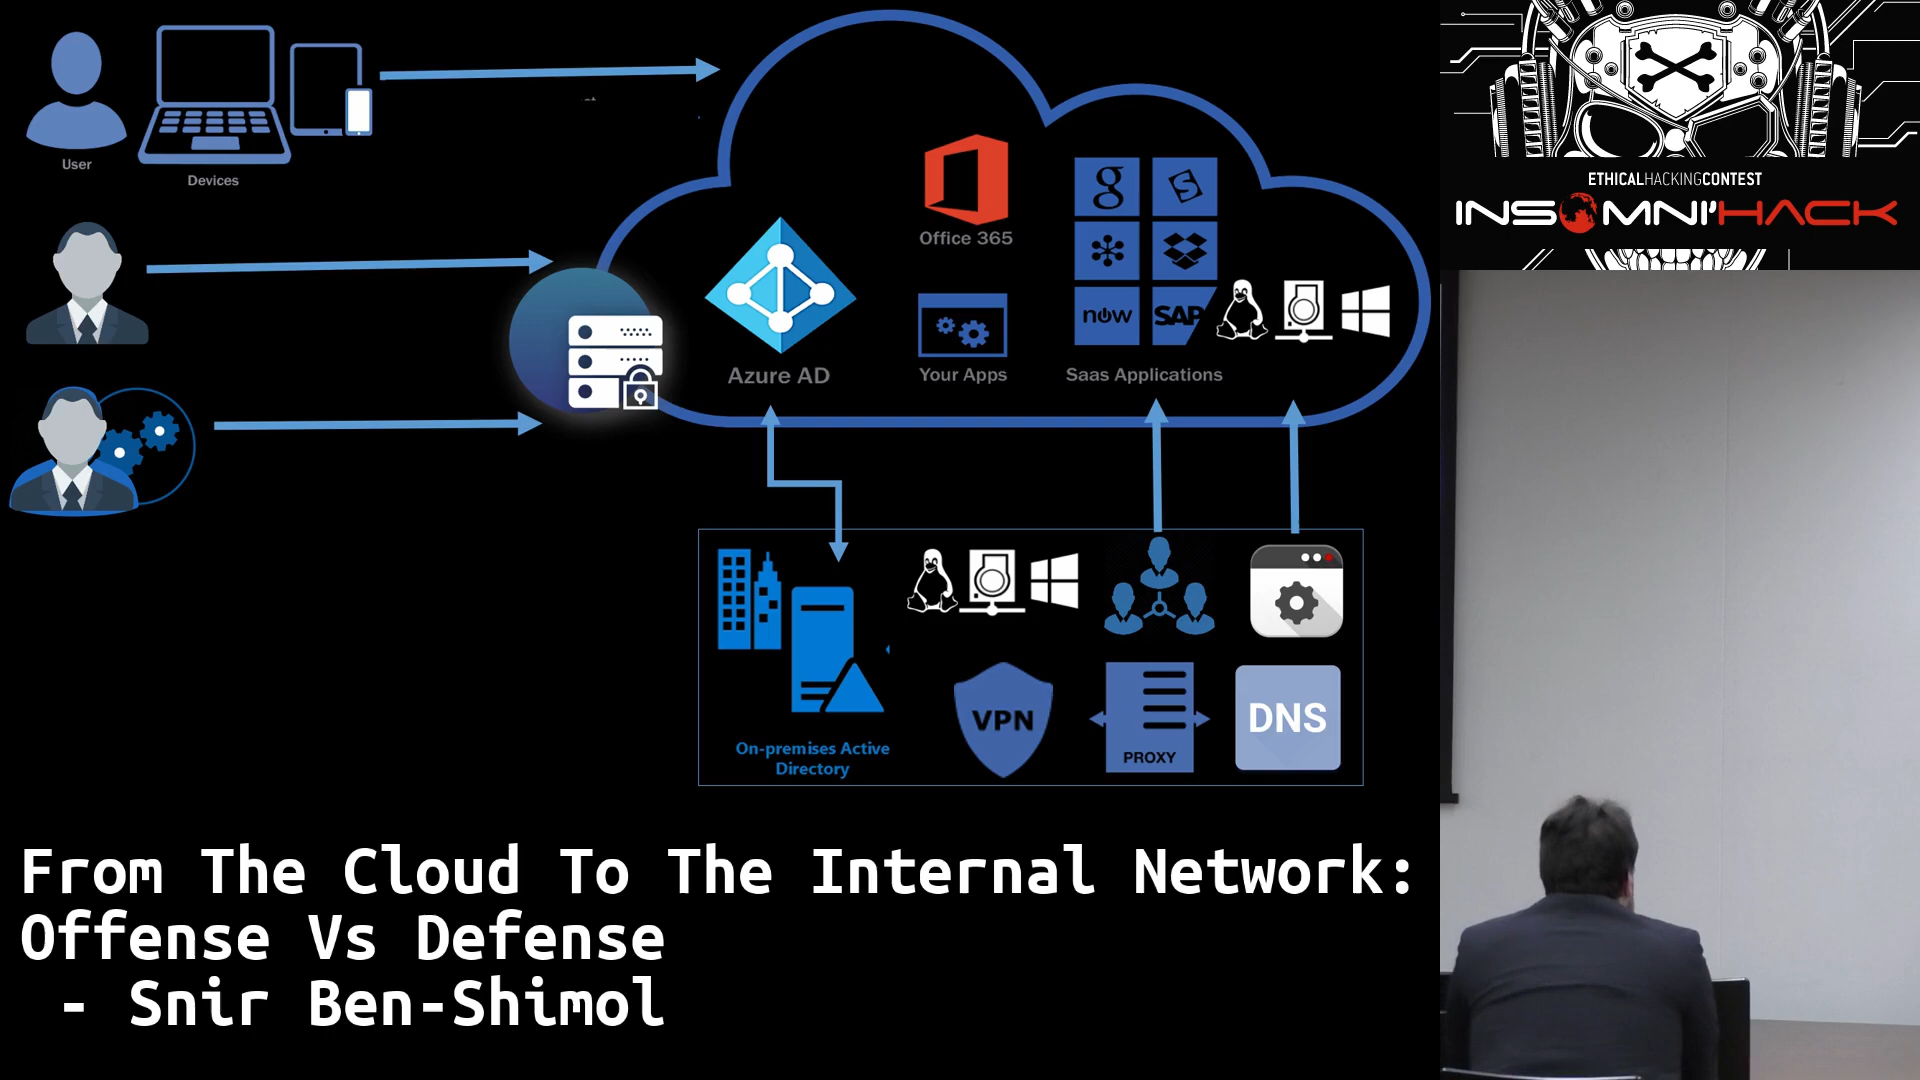 User
Devices
Office 365
g
S
now
SAP
Azure AD
Your Apps
Saas Applications
VPN
PROXY
DNS
On-premises Active
Directory
ETHICALHACKINGCONTEST
INSOMNI'HACK
From The Cloud To The Internal Network:
Offense Vs Defense
- Snir Ben-Shimol